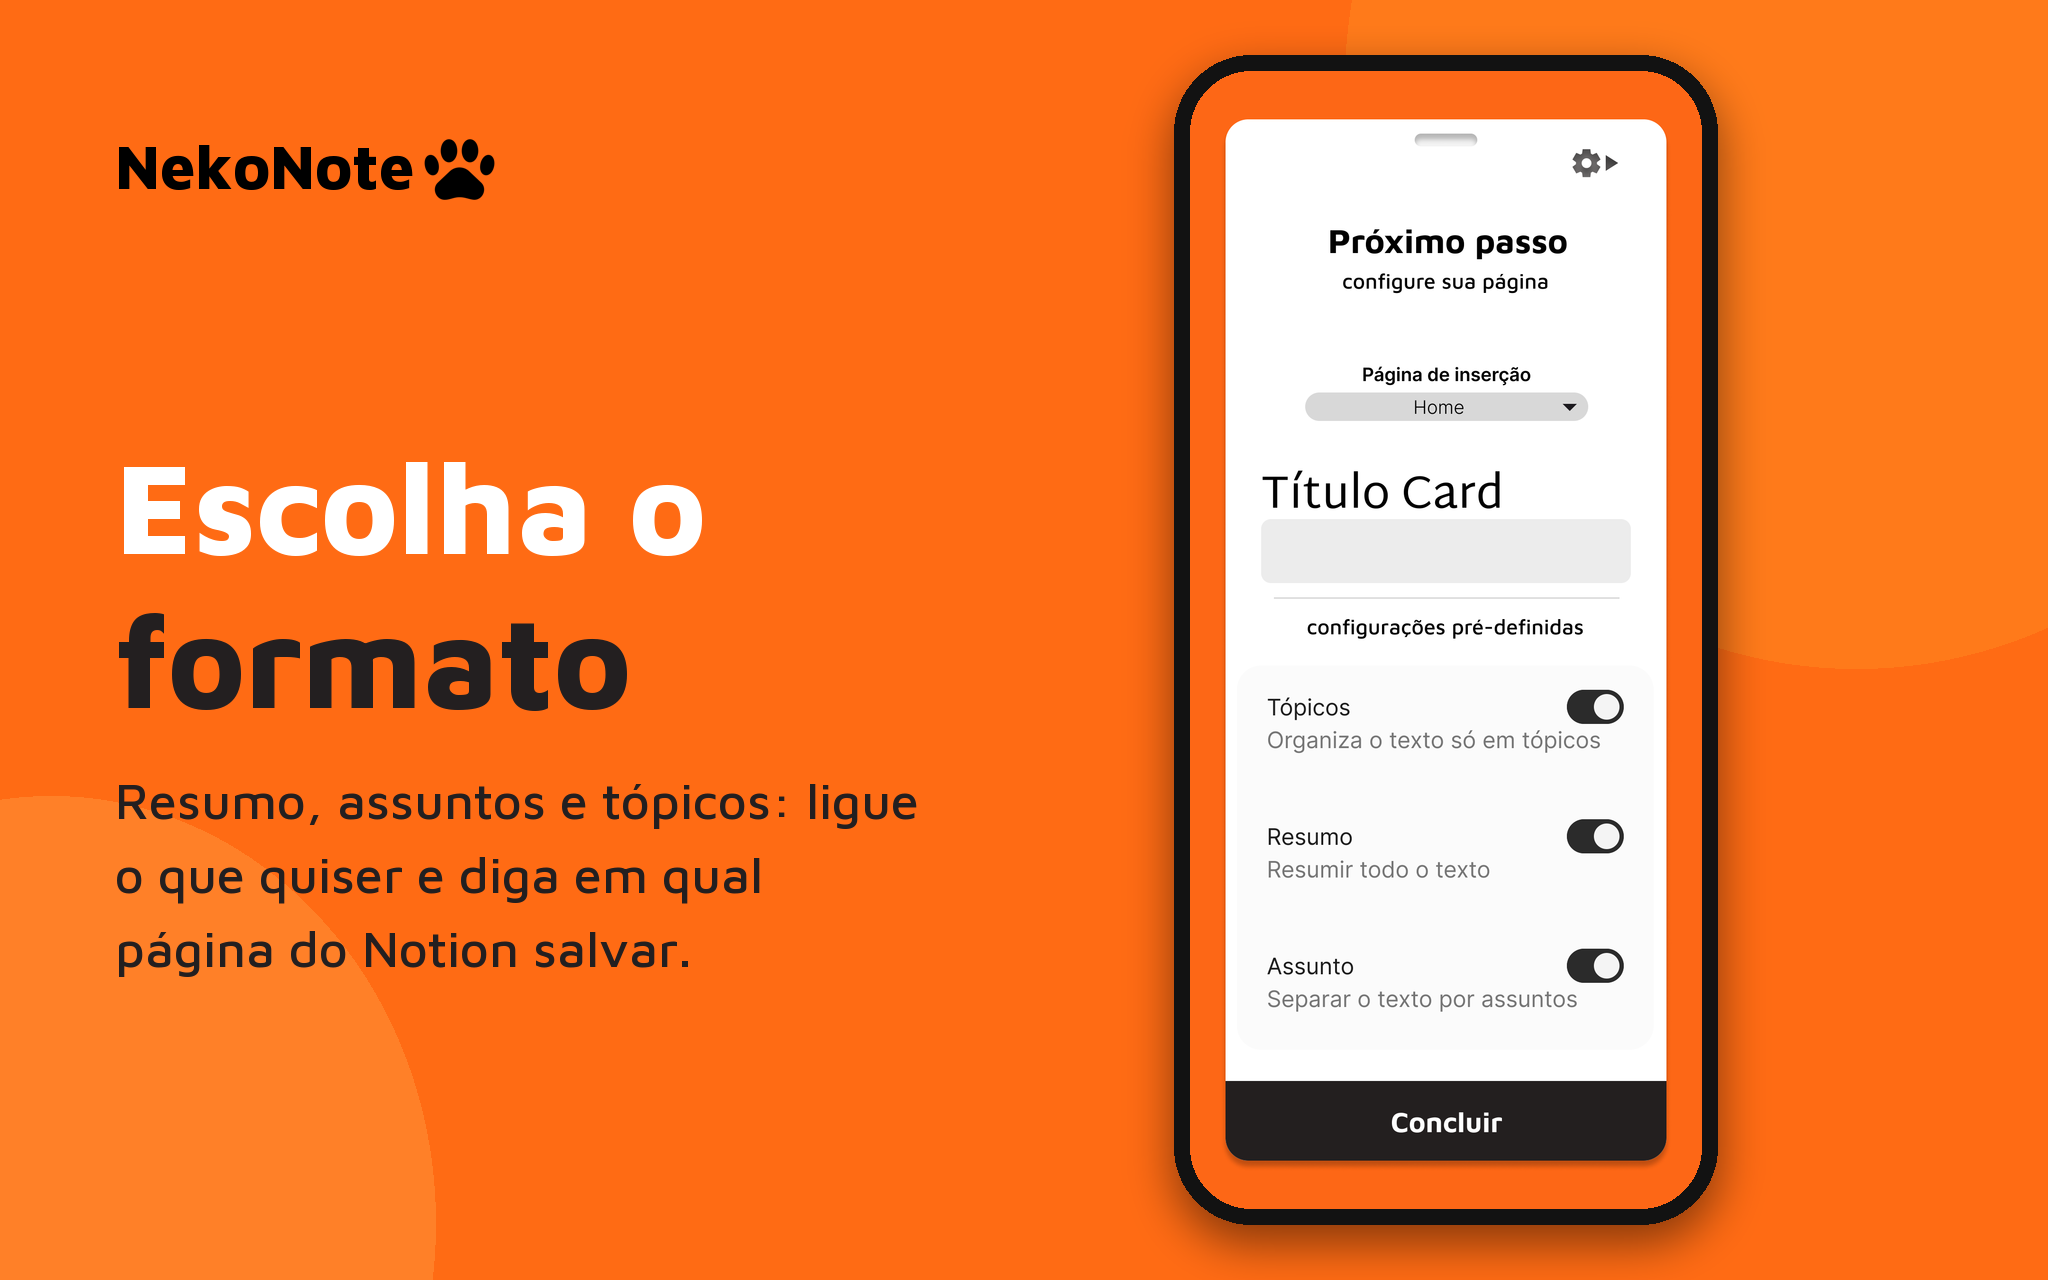 NekoNote
Escolha o
formato
Resumo, assuntos e tópicos: ligue
o que quiser e diga em qual
página do Notion salvar.
Próximo passo
configure sua página
Página de inserção
Home
Título Card
configurações pré-definidas
Tópicos
Organiza o texto só em tópicos
Resumo
Resumir todo o texto
Assunto
Separar o texto por assuntos
Concluir